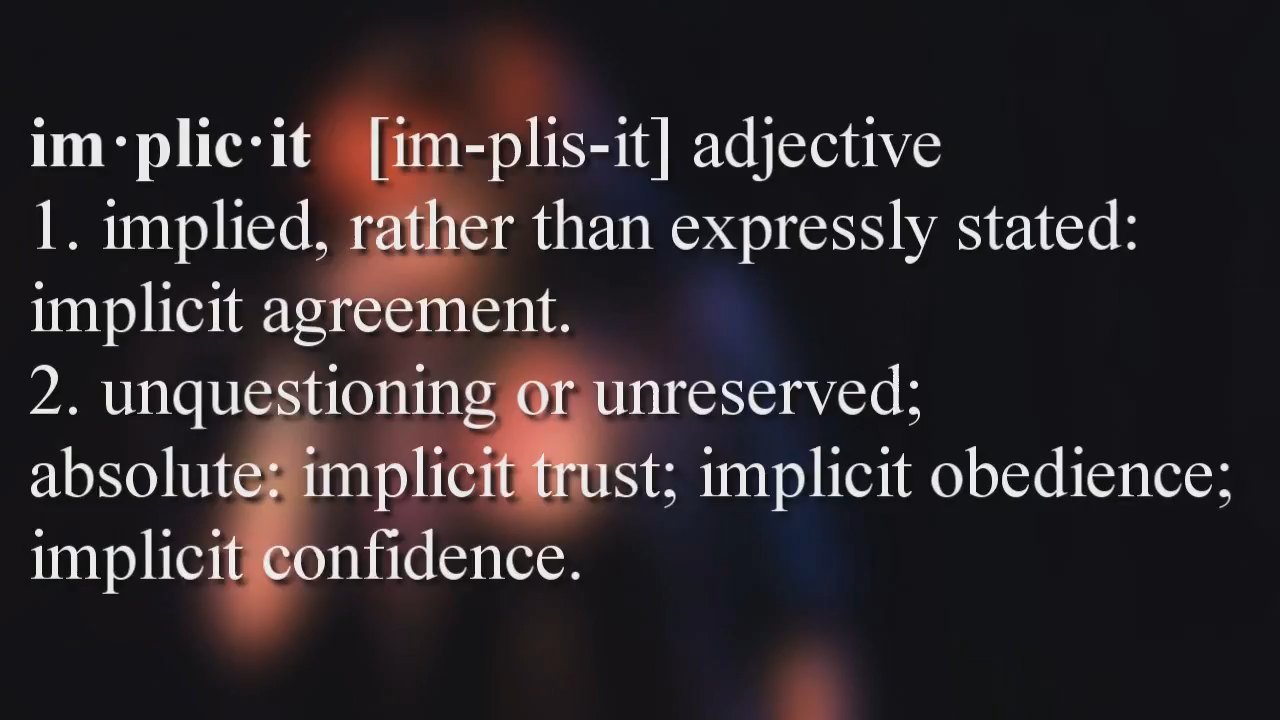 im·plic·it [im-plis-it] adjective
1. implied, rather than expressly stated:
implicit agreement.
2. unquestioning or unreserved;
absolute: implicit trust; implicit obedience;
implicit confidence.